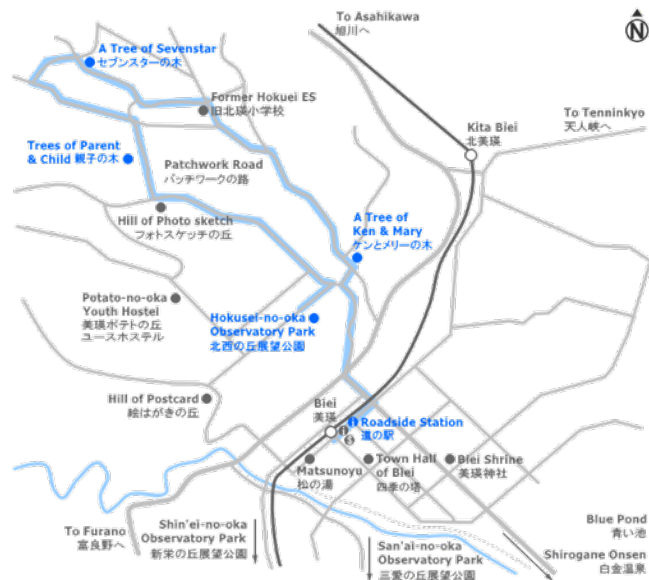 To Asahikawa
旭川へ
N
A Tree of Sevenstar
セブンスターの木
Former Hokuei ES
旧北瑛小学校
To Tenninkyo
天人峡へ
Kita Biei
北美瑛
Trees of Parent
& Child 親子の木
Patchwork Road
パッチワークの路
Hill of Photo sketch
フォトスケッチの丘
A Tree of
Ken & Mary
ケンとメリーの木
Potato-no-oka
Youth Hostel
美瑛ポテトの丘
ユースホステル
Hokusei-no-oka
Observatory Park
北西の丘展望公園
Hill of Postcard
絵はがきの丘
Biei
美瑛
Roadside Station
道の駅
Matsunoyu
松の湯
Town Hall
of Biei
四季の塔
Biei Shrine
美瑛神社
To Furano
富良野へ
Shin'ei-no-oka
Observatory Park
新栄の丘展望公園
San'ai-no-oka
Observatory Park
三愛の丘展望公園
Blue Pond
青い池
Shirogane Onsen
白金温泉